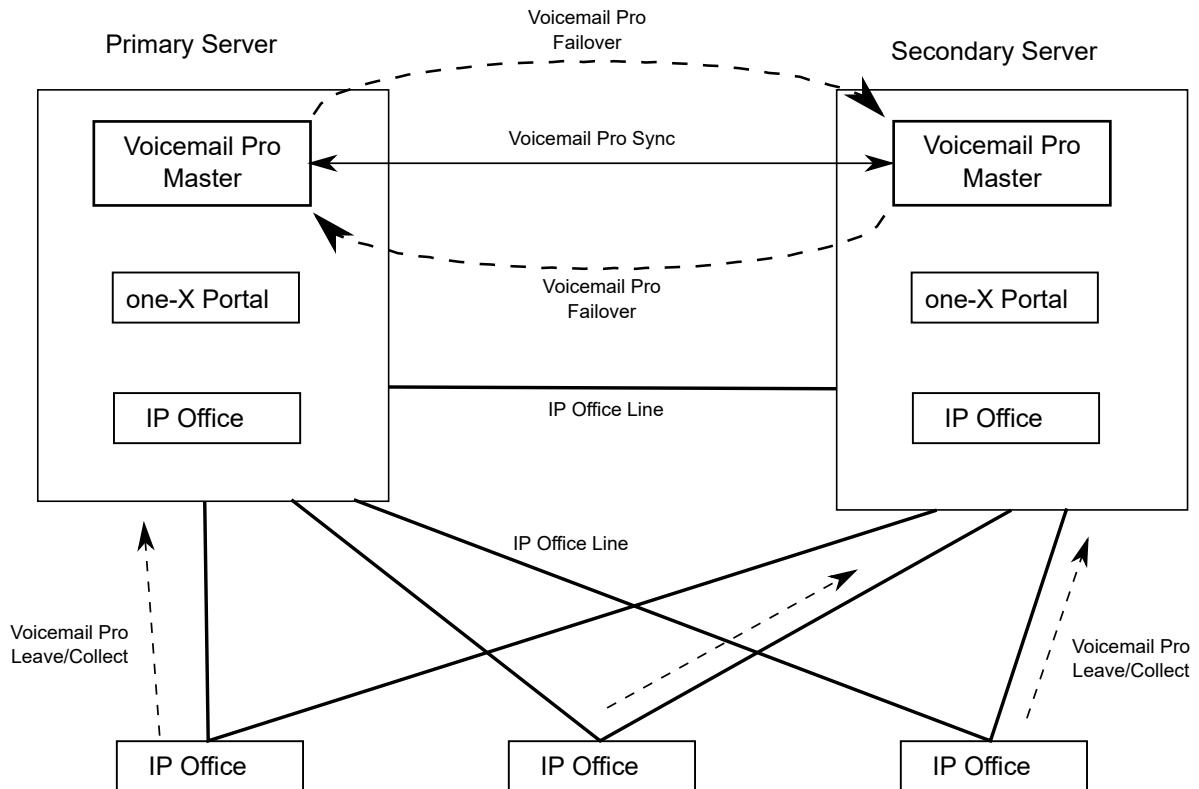 Voicemail Pro
Failover
Primary Server
Secondary Server
Voicemail Pro
Master
Voicemail Pro Sync
Voicemail Pro
Master
Voicemail Pro
Failover
one-X Portal
one-X Portal
IP Office
IP Office Line
IP Office
IP Office Line
Voicemail Pro
Leave/Collect
Voicemail Pro
Leave/Collect
IP Office
IP Office
IP Office